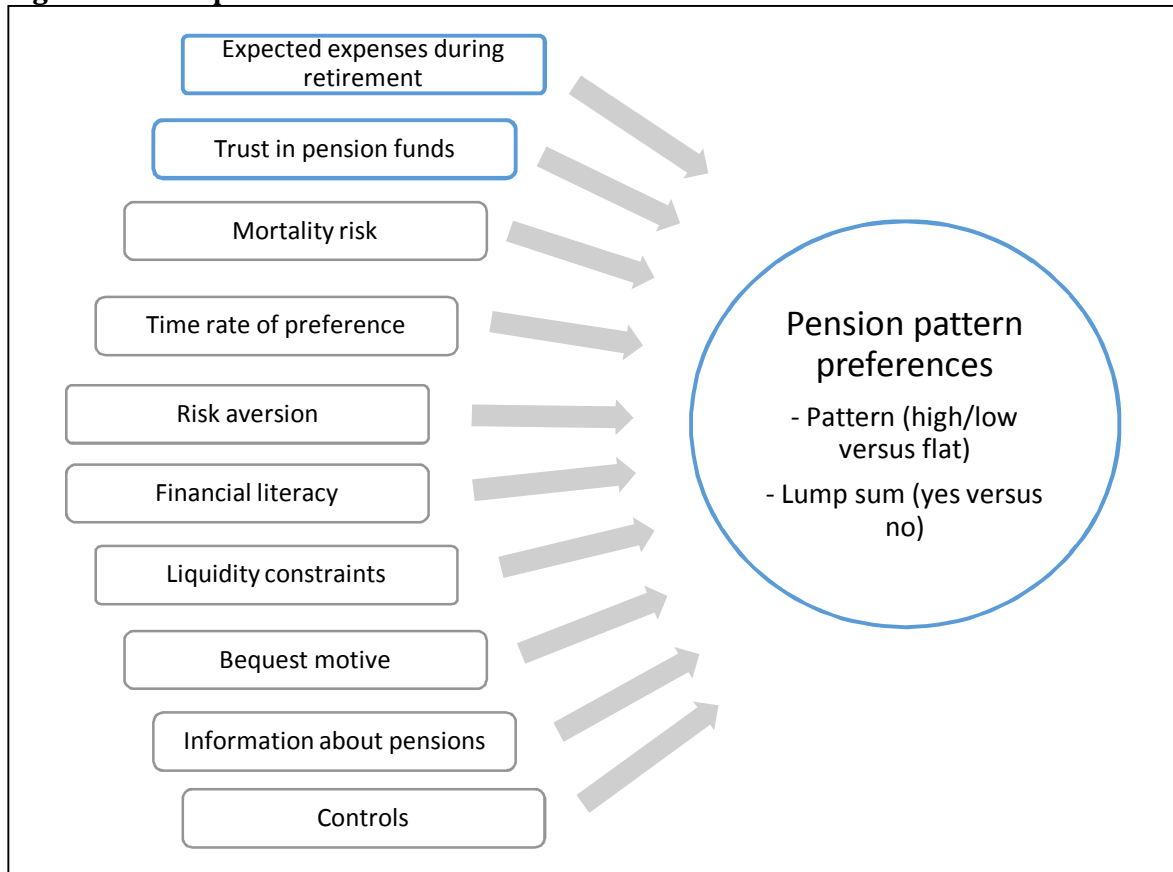 Expected expenses during
retirement
Trust in pension funds
Mortality risk
Time rate of preference
Risk aversion
Financial literacy
Liquidity constraints
Bequest motive
Information about pensions
Controls
Pension pattern
preferences
- Pattern (high/low
versus flat)
- Lump sum (yes versus
no)